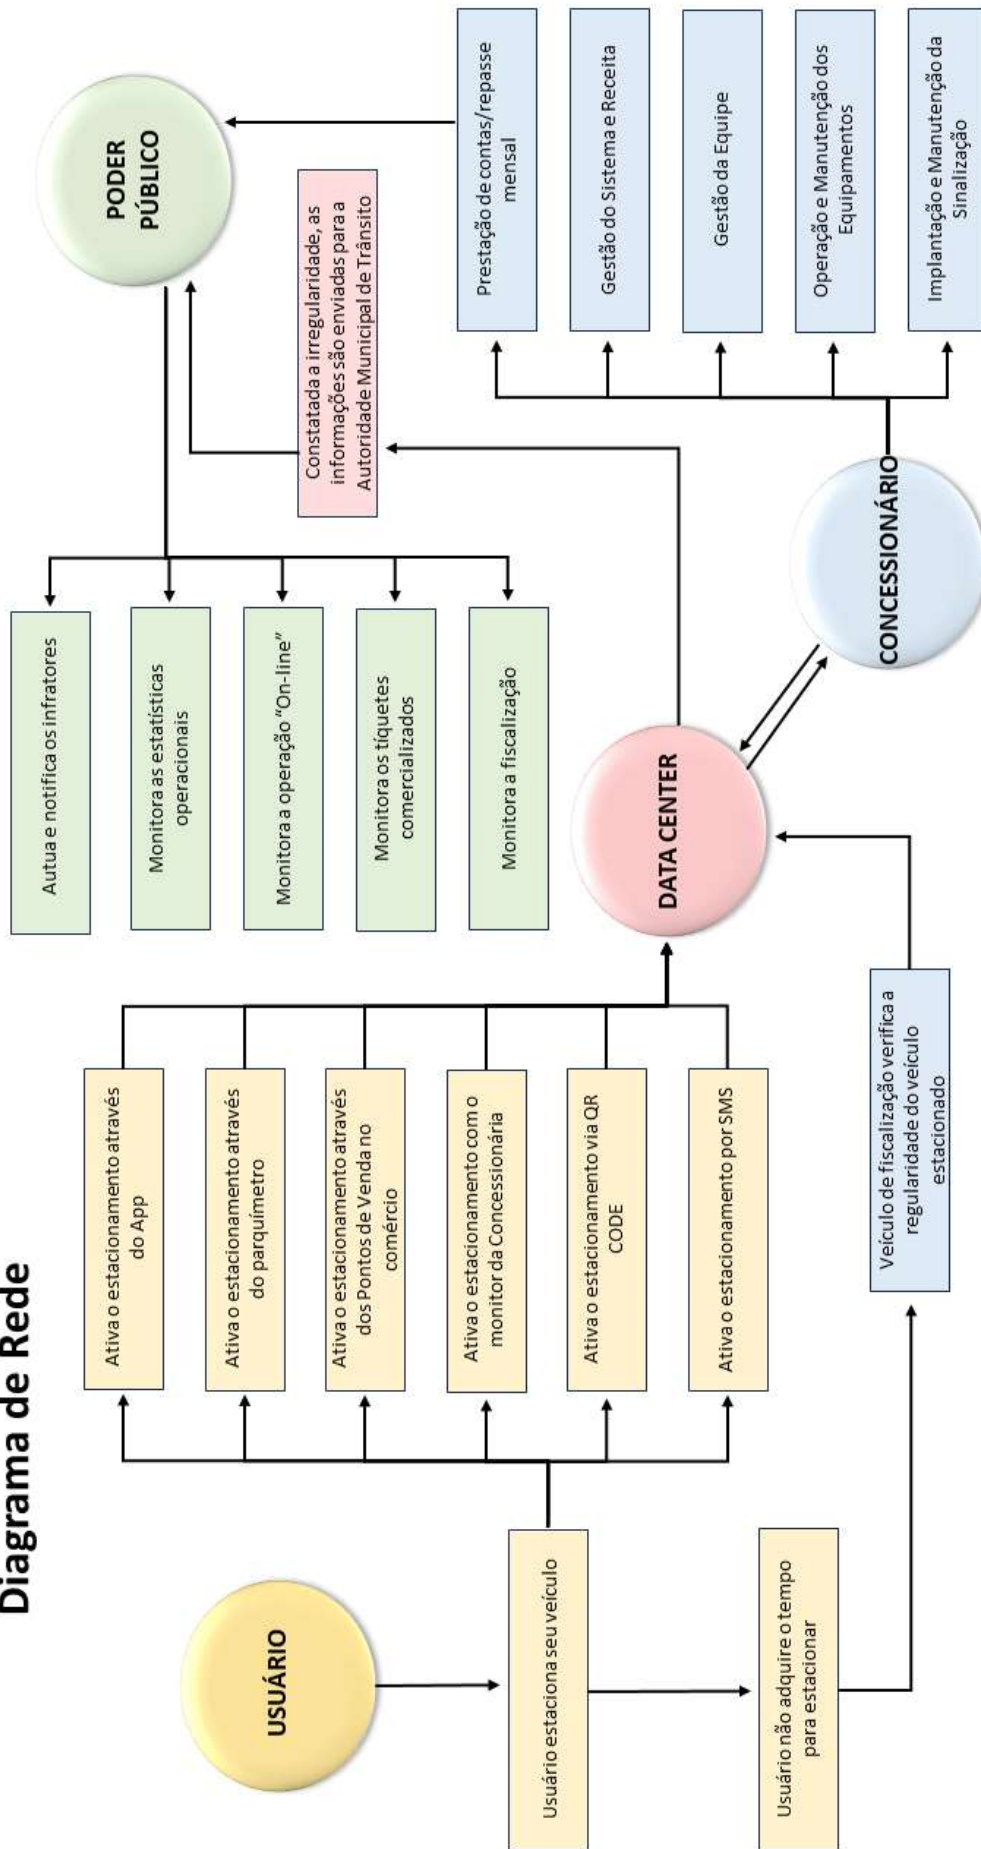 Diagrama de Rede
USUÁRIO
Usuário estaciona seu veículo
Usuário não adquire o tempo
para estacionar
Ativa o estacionamento através
do App
Ativa o estacionamento através
do parquímetro
Ativa o estacionamento através
dos Pontos de Venda no
comércio
Ativa o estacionamento com o
monitor da Concessionária
Ativa o estacionamento via QR
CODE
Ativa o estacionamento por SMS
Veículo de fiscalização verifica a
regularidade do veículo
estacionado
DATA CENTER
Autua e notifica os infratores
Monitora as estatísticas
operacionais
Monitora a operação “On-line”
Monitora os tíquetes
comercializados
Monitora a fiscalização
Constatada a irregularidade, as
informações são enviadas para a
Autoridade Municipal de Trânsito
PODER
PÚBLICO
CONCESSIONÁRIO
Prestação de contas/repasse
mensal
Gestão do Sistema e Receita
Gestão da Equipe
Operação e Manutenção dos
Equipamentos
Implantação e Manutenção da
Sinalização